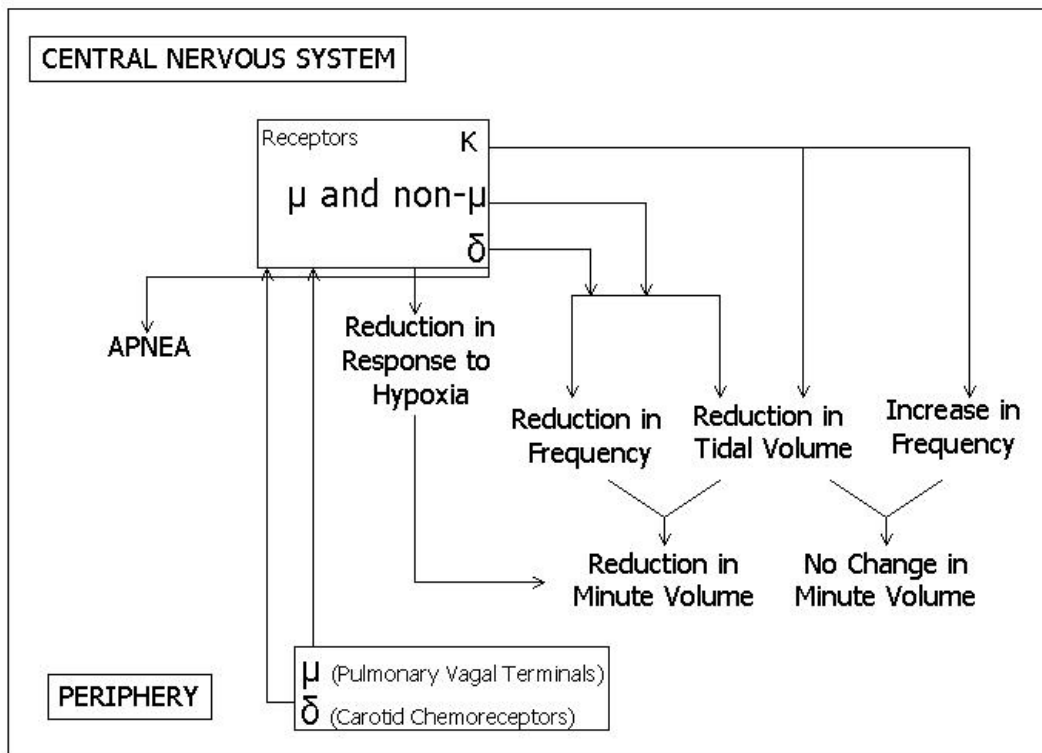 CENTRAL NERVOUS SYSTEM
Receptors
κ
μ and non-μ
δ
APNEA
Reduction in
Response to
Hypoxia
Reduction in
Frequency
Reduction in
Tidal Volume
Increase in
Frequency
Reduction in
Minute Volume
No Change in
Minute Volume
PERIPHERY
μ (Pulmonary Vagal Terminals)
δ (Carotid Chemoreceptors)